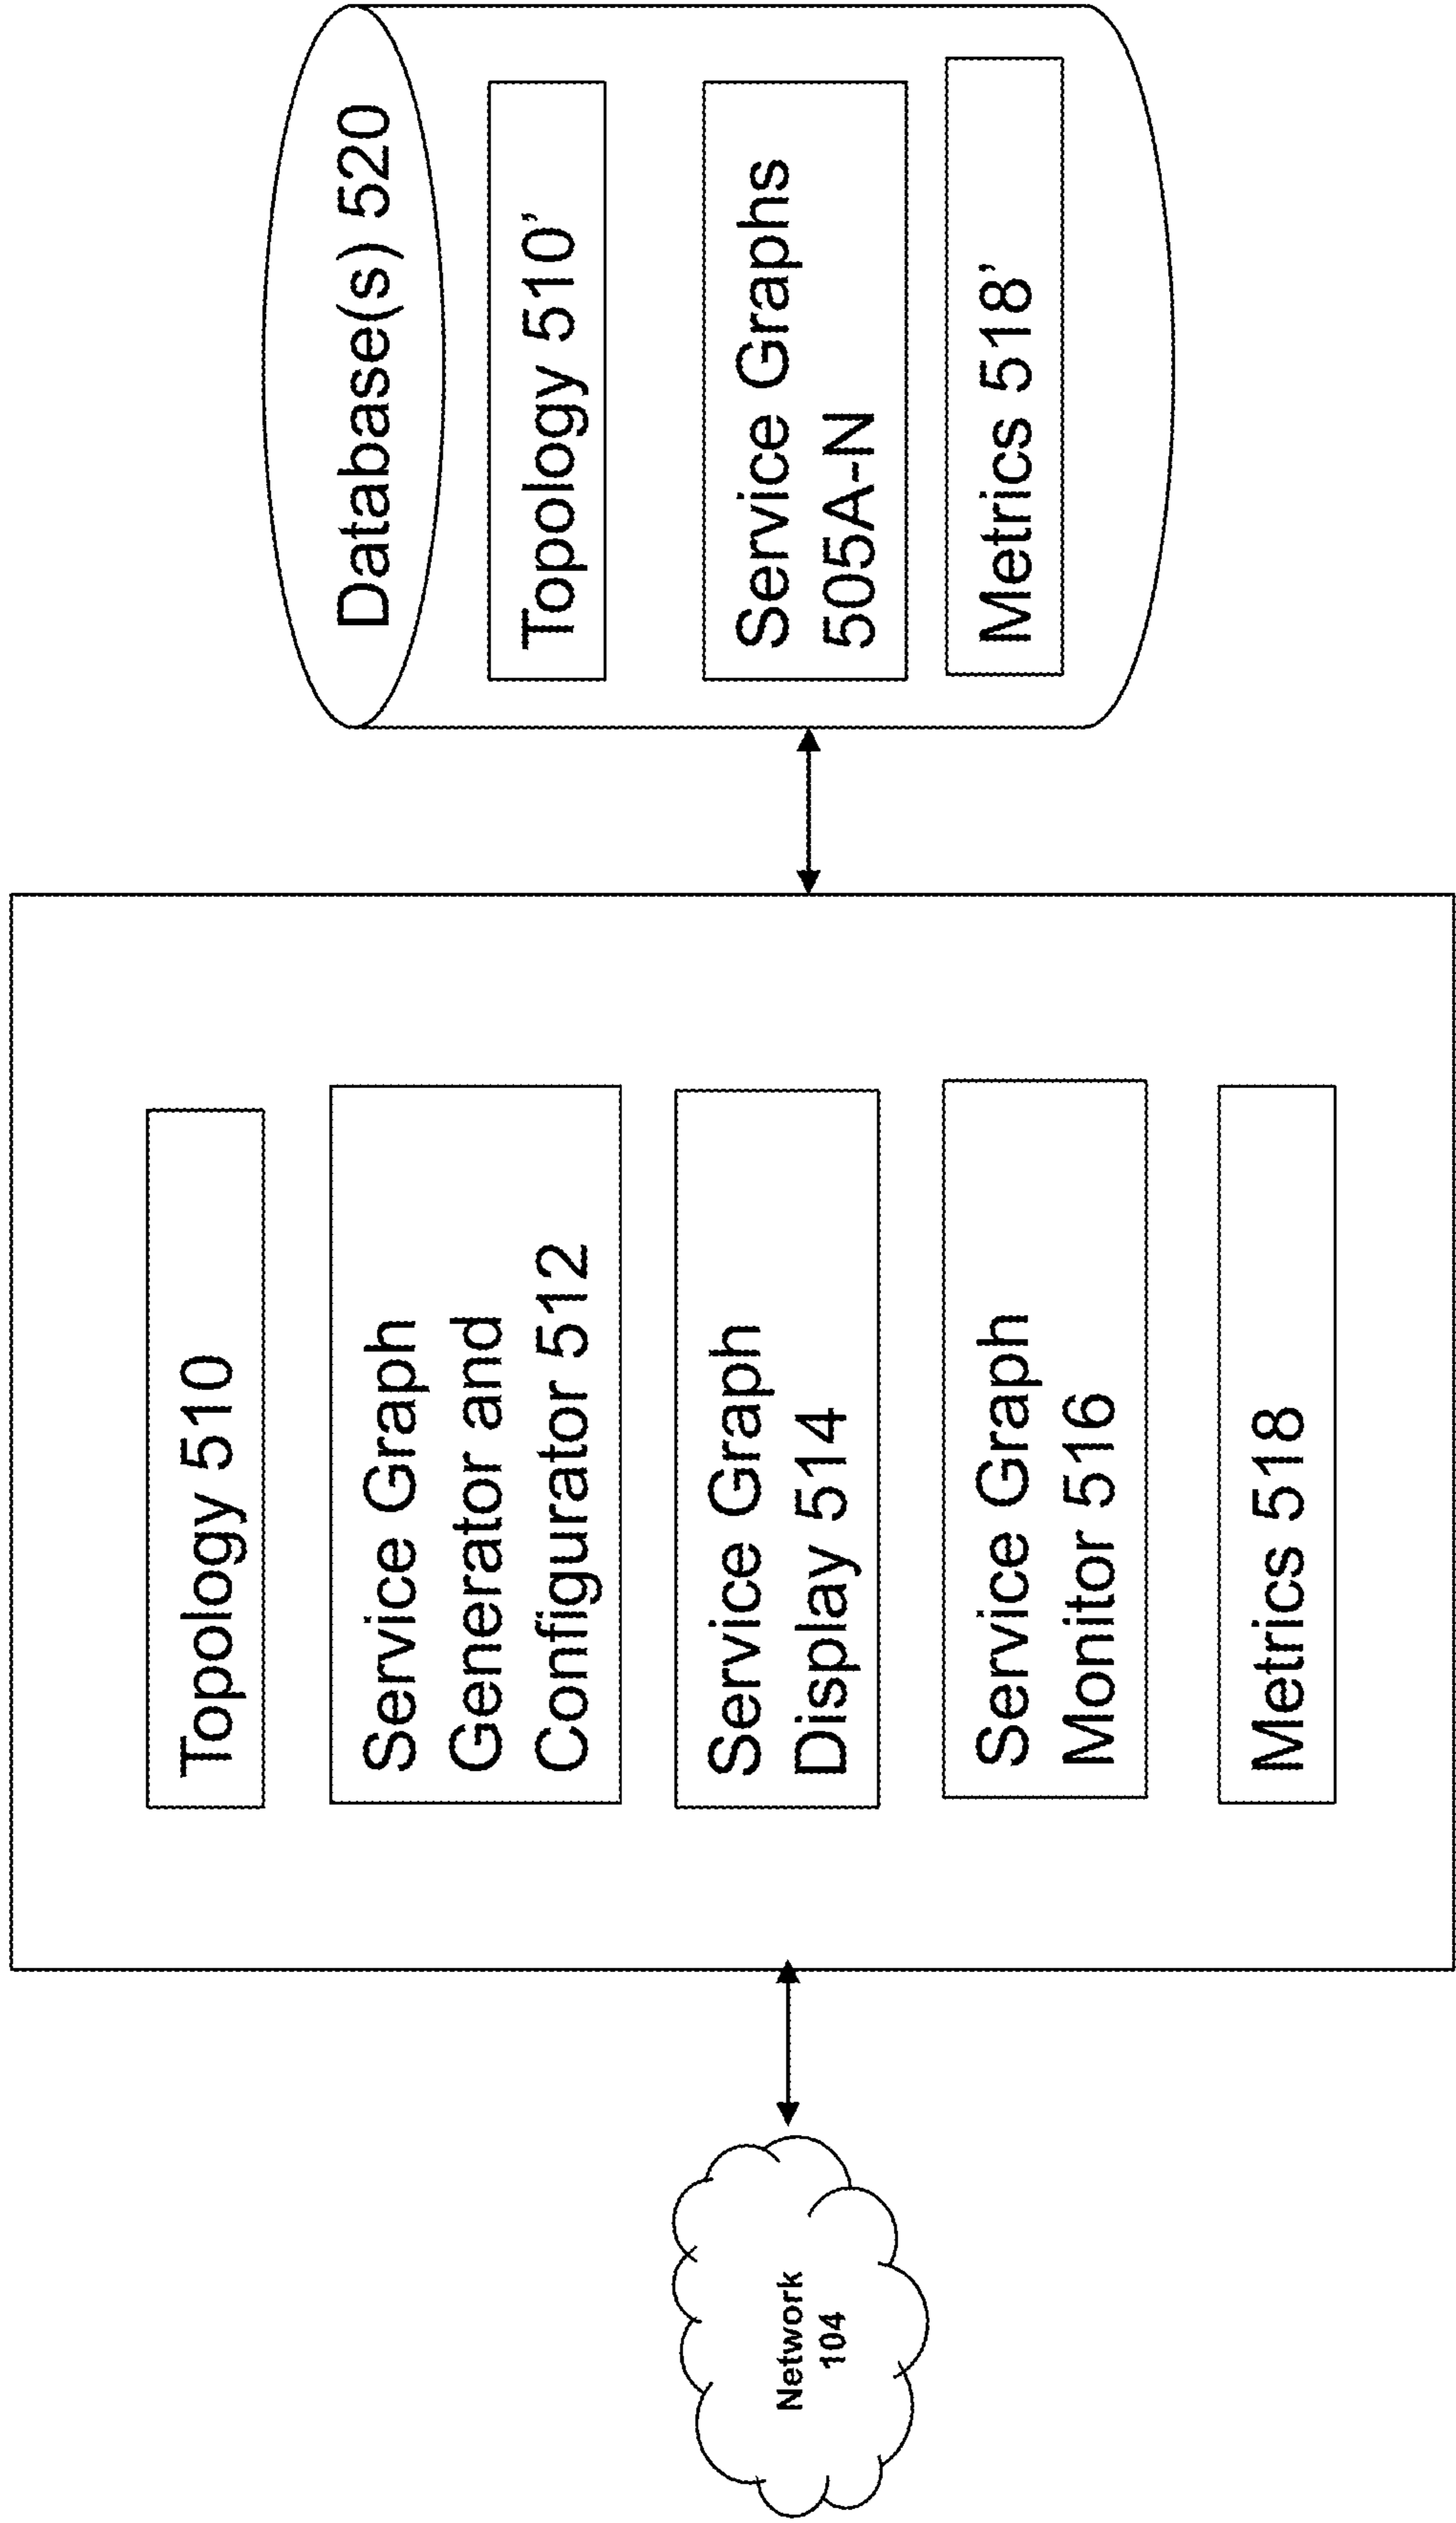 Network
104
Topology 510
Service Graph
Generator and
Configurator 512
Service Graph
Display 514
Service Graph
Monitor 516
Metrics 518
Database(s) 520
Topology 510’
Service Graphs
505A-N
Metrics 518’